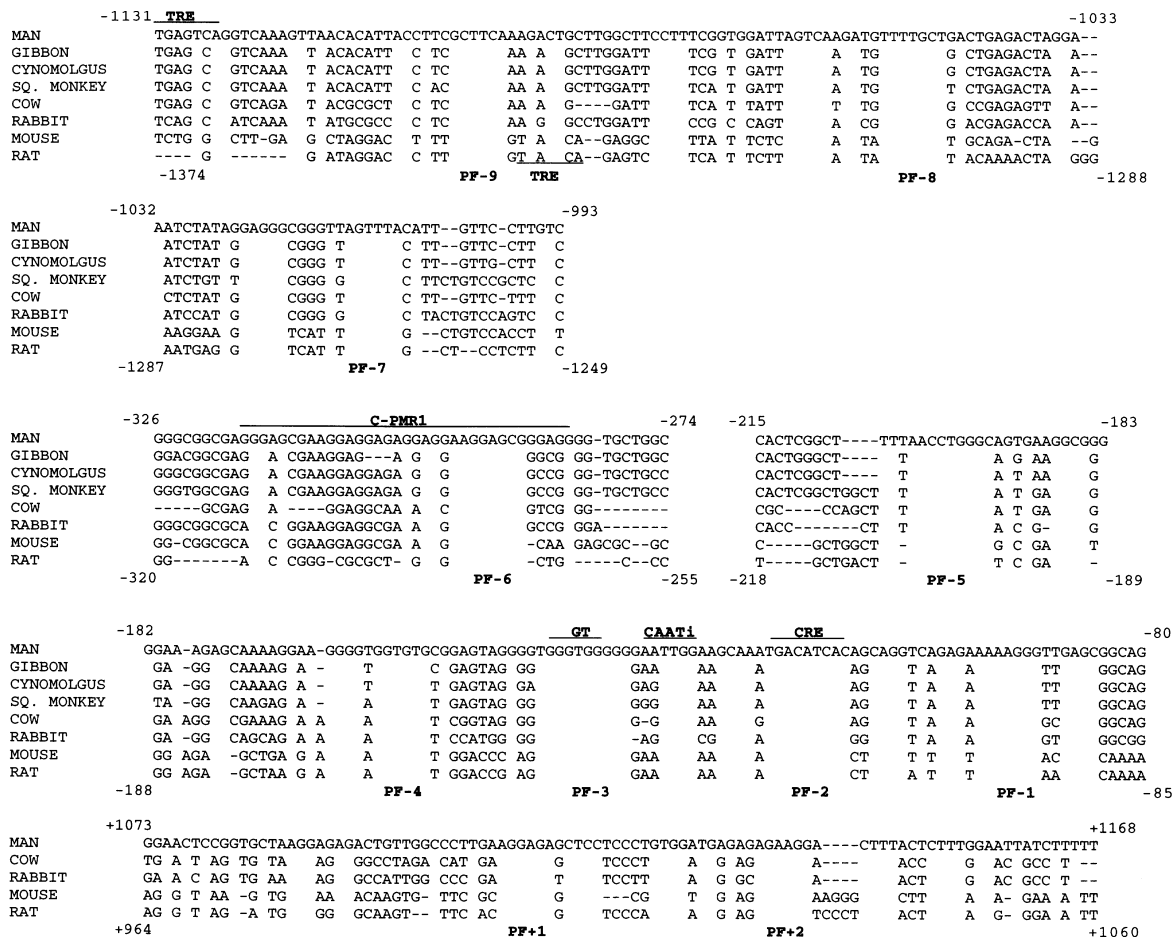 -1131 TRE -1033
MAN TGAGTCAGGTCAAAGTTAACACATTACCTTCGCTTCAAAGACTGCTTGGCTTCCTTTCGGTGGATTAGTCAAGATGTTTTGCTGACTGAGACTAGGA--
GIBBON TGAG C GTCAAA T ACACATT C TC AA A GCTTGGATT TCG T GATT A TG G CTGAGACTA A--
CYNOMOLGUS TGAG C GTCAAA T ACACATT C TC AA A GCTTGGATT TCG T GATT A TG G CTGAGACTA A--
SQ. MONKEY TGAG C GTCAAA T ACACATT C AC AA A GCTTGGATT TCA T GATT A TG T CTGAGACTA A--
COW TGAG C GTCAGA T ACGCGCT C TC AA A G----GATT TCA T TATT T TG G CCGAGAGTT A--
RABBIT TCAG C ATCAAA T ATGCGCC C TC AA G GCCTGGATT CCG C CAGT A CG G ACGAGACCA A--
MOUSE TCTG G CTT-GA G CTAGGAC T TT GT A CA--GAGGC TTA T TCTC A TA T GCAGA-CTA --G
RAT ---- G ------ G ATAGGAC C TT GT A CA--GAGTC TCA T TCTT A TA T ACAAAACTA GGG
-1374 PF-9 TRE PF-8 -1288
-1032 -993
MAN AATCTATAGGAGGGCGGGTTAGTTTACATT--GTTC-CTTGTC
GIBBON ATCTAT G CGGG T C TT--GTTC-CTT C
CYNOMOLGUS ATCTAT G CGGG T C TT--GTTG-CTT C
SQ. MONKEY ATCTGT T CGGG G C TTCTGTCCGCTC C
COW CTCTAT G CGGG T C TT--GTTC-TTT C
RABBIT ATCCAT G CGGG G C TACTGTCCAGTC C
MOUSE AAGGAA G TCAT T G --CTGTCCACCT T
RAT AATGAG G TCAT T G --CT--CCTCTT C
-1287 PF-7 -1249
-326 C-PMR1 -274 -215 -183
MAN GGGCGGCGAGGGAGCGAAGGAGGAGAGGAGGAAGGAGCGGGAGGGG-TGCTGGC CACTCGGCT----TTTAACCTGGGCAGTGAAGGCGGG
GIBBON GGACGGCGAG A CGAAGGAG---A G G GGCG GG-TGCTGGC CACTGGGCT---- T A G AA G
CYNOMOLGUS GGGCGGCGAG A CGAAGGAGAG G G GCCG GG-TGCTGCC CACTCGGCT---- T A T AA G
SQ. MONKEY GGGTGGCGAG A CGAAGGAGAG G G GCCG GG-TGCTGCC CACTCGGCTGGCT T A T GA G
COW -----GCGAG A ----GGAGGCAA A C GTCG GG------- CGC----CCAGCT T A T GA G
RABBIT GGGCGGCGCA C GGAAGGAGGCGA A G GCCG GGA------- CACC-------CT T A C G- G
MOUSE GG-CGGCGCA C GGAAGGAGGCGA A G -CAA GAGCGC--GC C-----GCTGGCT - G C GA T
RAT GG-------A C CGGG-CGCGCT- G G -CTG------C--CC T-----GCTGACT - T C GA -
-320 PF-6 -255 -218 PF-5 -189
-182 GT CAATi CRE -80
MAN GGAA-AGAGCAAAAGGAA-GGGGTGGTGTGCGGAGTAGGGGTGGGTGGGGGGAATTGGAAGCAAATGACATCACAGCAGGTCAGAGAAAAAGGGTTGAGCGGCAG
GIBBON GA -GG CAAAAG A - T C GAGTAG GG GAA AA A AG T A A TT GGCAG
CYNOMOLGUS GA -GG CAAAAG A - T T GAGTAG GA GAG AA A AG T A A TT GGCAG
SQ. MONKEY TA -GG CAAGAG A - A T GAGTAG GG GGG AA A AG T A A TT GGCAG
COW GA AGG CGAAAG A A A T CGGTAG GG G-G AA G AG T A A GC GGCAG
RABBIT GA -GG CAGCAG A A A T CCATGG GG -AG CG A GG T A A GT GGCGG
MOUSE GG AGA -GCTGA G A A T GGACCC AG GAA AA A CT T T T AC CAAAA
RAT GG AGA -GCTAA G A A T GGACCG AG GAA AA A CT A T T AA CAAAA
-188 PF-4 PF-3 PF-2 PF-1 -85
+1073 +1168
MAN GGAACTCCGGTGCTAAGGAGAGACTGTTGGCCCTTGAAGGAGAGCTCCTCCCTGTGGATGAGAGAGAAGGA----CTTTACTCTTTGGAATTATCTTTTT
COW TG A T AG TG TA AG GGCCTAGA CAT GA G TCCCT A GAG A---- ACC G ACGCC T --
RABBIT GA A C AG TG AA AG GCCATTGG CCC GA T TCCTT A GG CA---- ACT G ACGCC T --
MOUSE AG G T AA -G TG AA ACAAGTG- TTC GC G ---CG T GAG AAGGG CTT A A-GAA A TT
RAT AG G T AG -A TG GG GCAAGT-- TTC AC G TCCCA A GAG TCCCT ACT A G-GGA A TT
+964 PF+1 PF+2 +1060